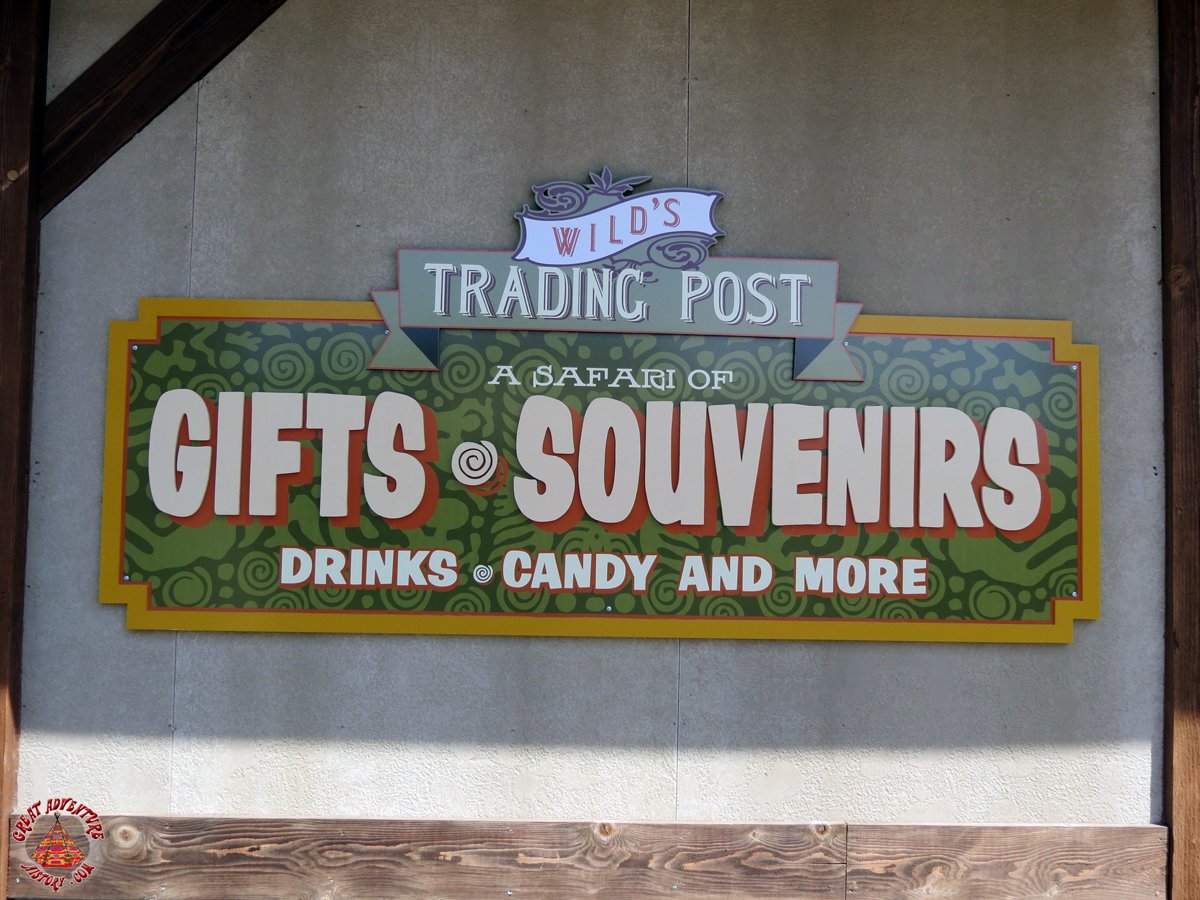 WILD'S
TRADING POST
A SAFARI OF
GIFTS • SOUVENIRS
DRINKS • CANDY AND MORE
GREAT ADVENTURE
HISTORY.COM